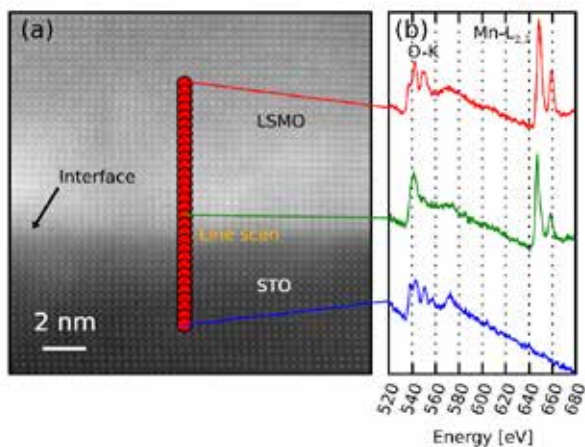 (a)
LSMO
Interface
Line scan
STO
2 nm
(b)
Mn-L₂,₃
O-K
520 540 560 580 600 620 640 660 680
Energy [eV]